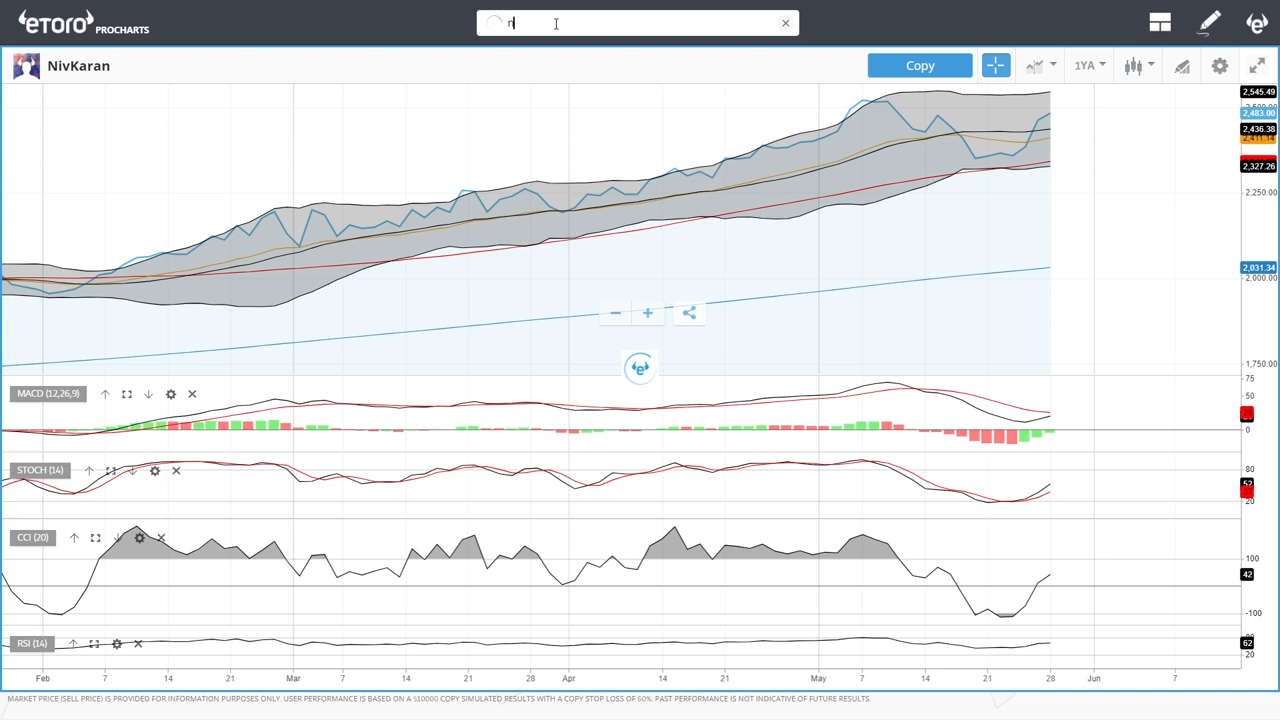 eToro PROCHARTS
n
NivKaran
Copy
1YA
2,545.49
2,483.00
2,436.38
2,327.26
2,250.00
2,031.34
2,000.00
1,750.00
MACD (12,26,9)
75
50
0
STOCH (14)
80
52
20
CCI (20)
100
42
-100
RSI (14)
62
20
Feb 7 14 21 Mar 7 14 21 28 Apr 14 21 May 7 14 21 28 Jun 7
MARKET PRICE (SELL PRICE) IS PROVIDED FOR INFORMATION PURPOSES ONLY. USER PERFORMANCE IS BASED ON A $10000 COPY SIMULATED RESULTS WITH A COPY STOP LOSS OF 60%. PAST PERFORMANCE IS NOT INDICATIVE OF FUTURE RESULTS.